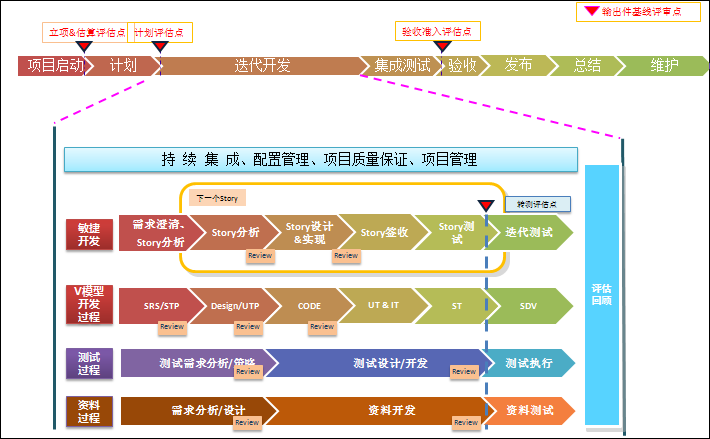 输出件基线评审点
立项&估算评估点
计划评估点
验收准入评估点
项目启动
计划
迭代开发
集成测试
验收
发布
总结
维护
持 续 集 成、配置管理、项目质量保证、项目管理
下一个Story
转测评估点
敏捷
开发
需求澄清、
Story分析
Story分析
Story设计
&实现
Story签收
Story测
试
迭代测试
Review
Review
V模型
开发
过程
SRS/STP
Design/UTP
CODE
UT & IT
ST
SDV
Review
Review
Review
评估
回顾
测试
过程
测试需求分析/策略
测试设计/开发
测试执行
Review
Review
资料
过程
需求分析/设计
资料开发
资料测试
Review
Review